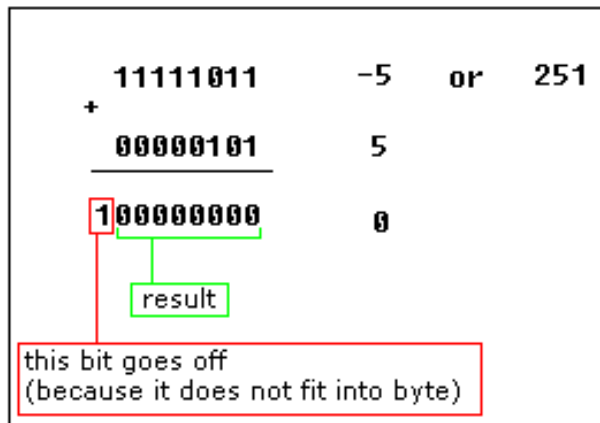 11111011 -5 or 251
+
00000101 5
100000000 0
result
this bit goes off
(because it does not fit into byte)